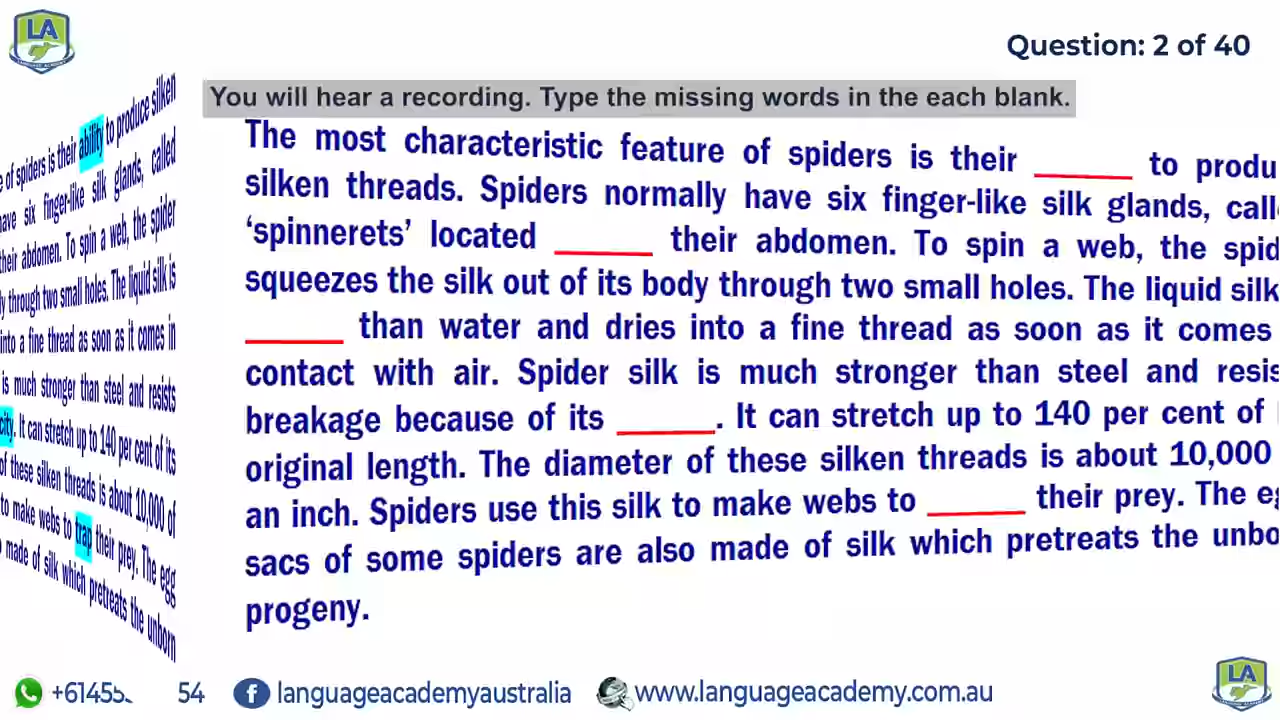 LA
LANGUAGE ACADEMY
Question: 2 of 40
You will hear a recording. Type the missing words in the each blank.
e of spiders is their ability to produce silken
have six finger-like silk glands, called
their abdomen. To spin a web, the spider
y through two small holes. The liquid silk is
into a fine thread as soon as it comes in
is much stronger than steel and resists
city. It can stretch up to 140 per cent of its
of these silken threads is about 10,000 of
to make webs to trap their prey. The egg
made of silk which pretreats the unborn
The most characteristic feature of spiders is their ______ to produ
silken threads. Spiders normally have six finger-like silk glands, call
‘spinnerets’ located ______ their abdomen. To spin a web, the spid
squeezes the silk out of its body through two small holes. The liquid silk
______ than water and dries into a fine thread as soon as it comes
contact with air. Spider silk is much stronger than steel and resis
breakage because of its ______. It can stretch up to 140 per cent of
original length. The diameter of these silken threads is about 10,000
an inch. Spiders use this silk to make webs to ______ their prey. The eg
sacs of some spiders are also made of silk which pretreats the unbo
progeny.
54
languageacademyaustralia
www.languageacademy.com.au
LA
LANGUAGE ACADEMY